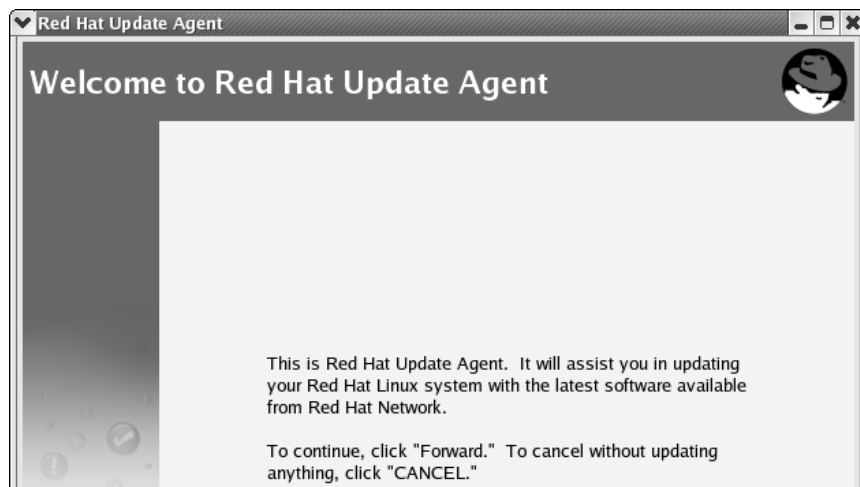 Red Hat Update Agent
Welcome to Red Hat Update Agent
This is Red Hat Update Agent.  It will assist you in updating
your Red Hat Linux system with the latest software available
from Red Hat Network.
To continue, click "Forward."  To cancel without updating
anything, click "CANCEL."